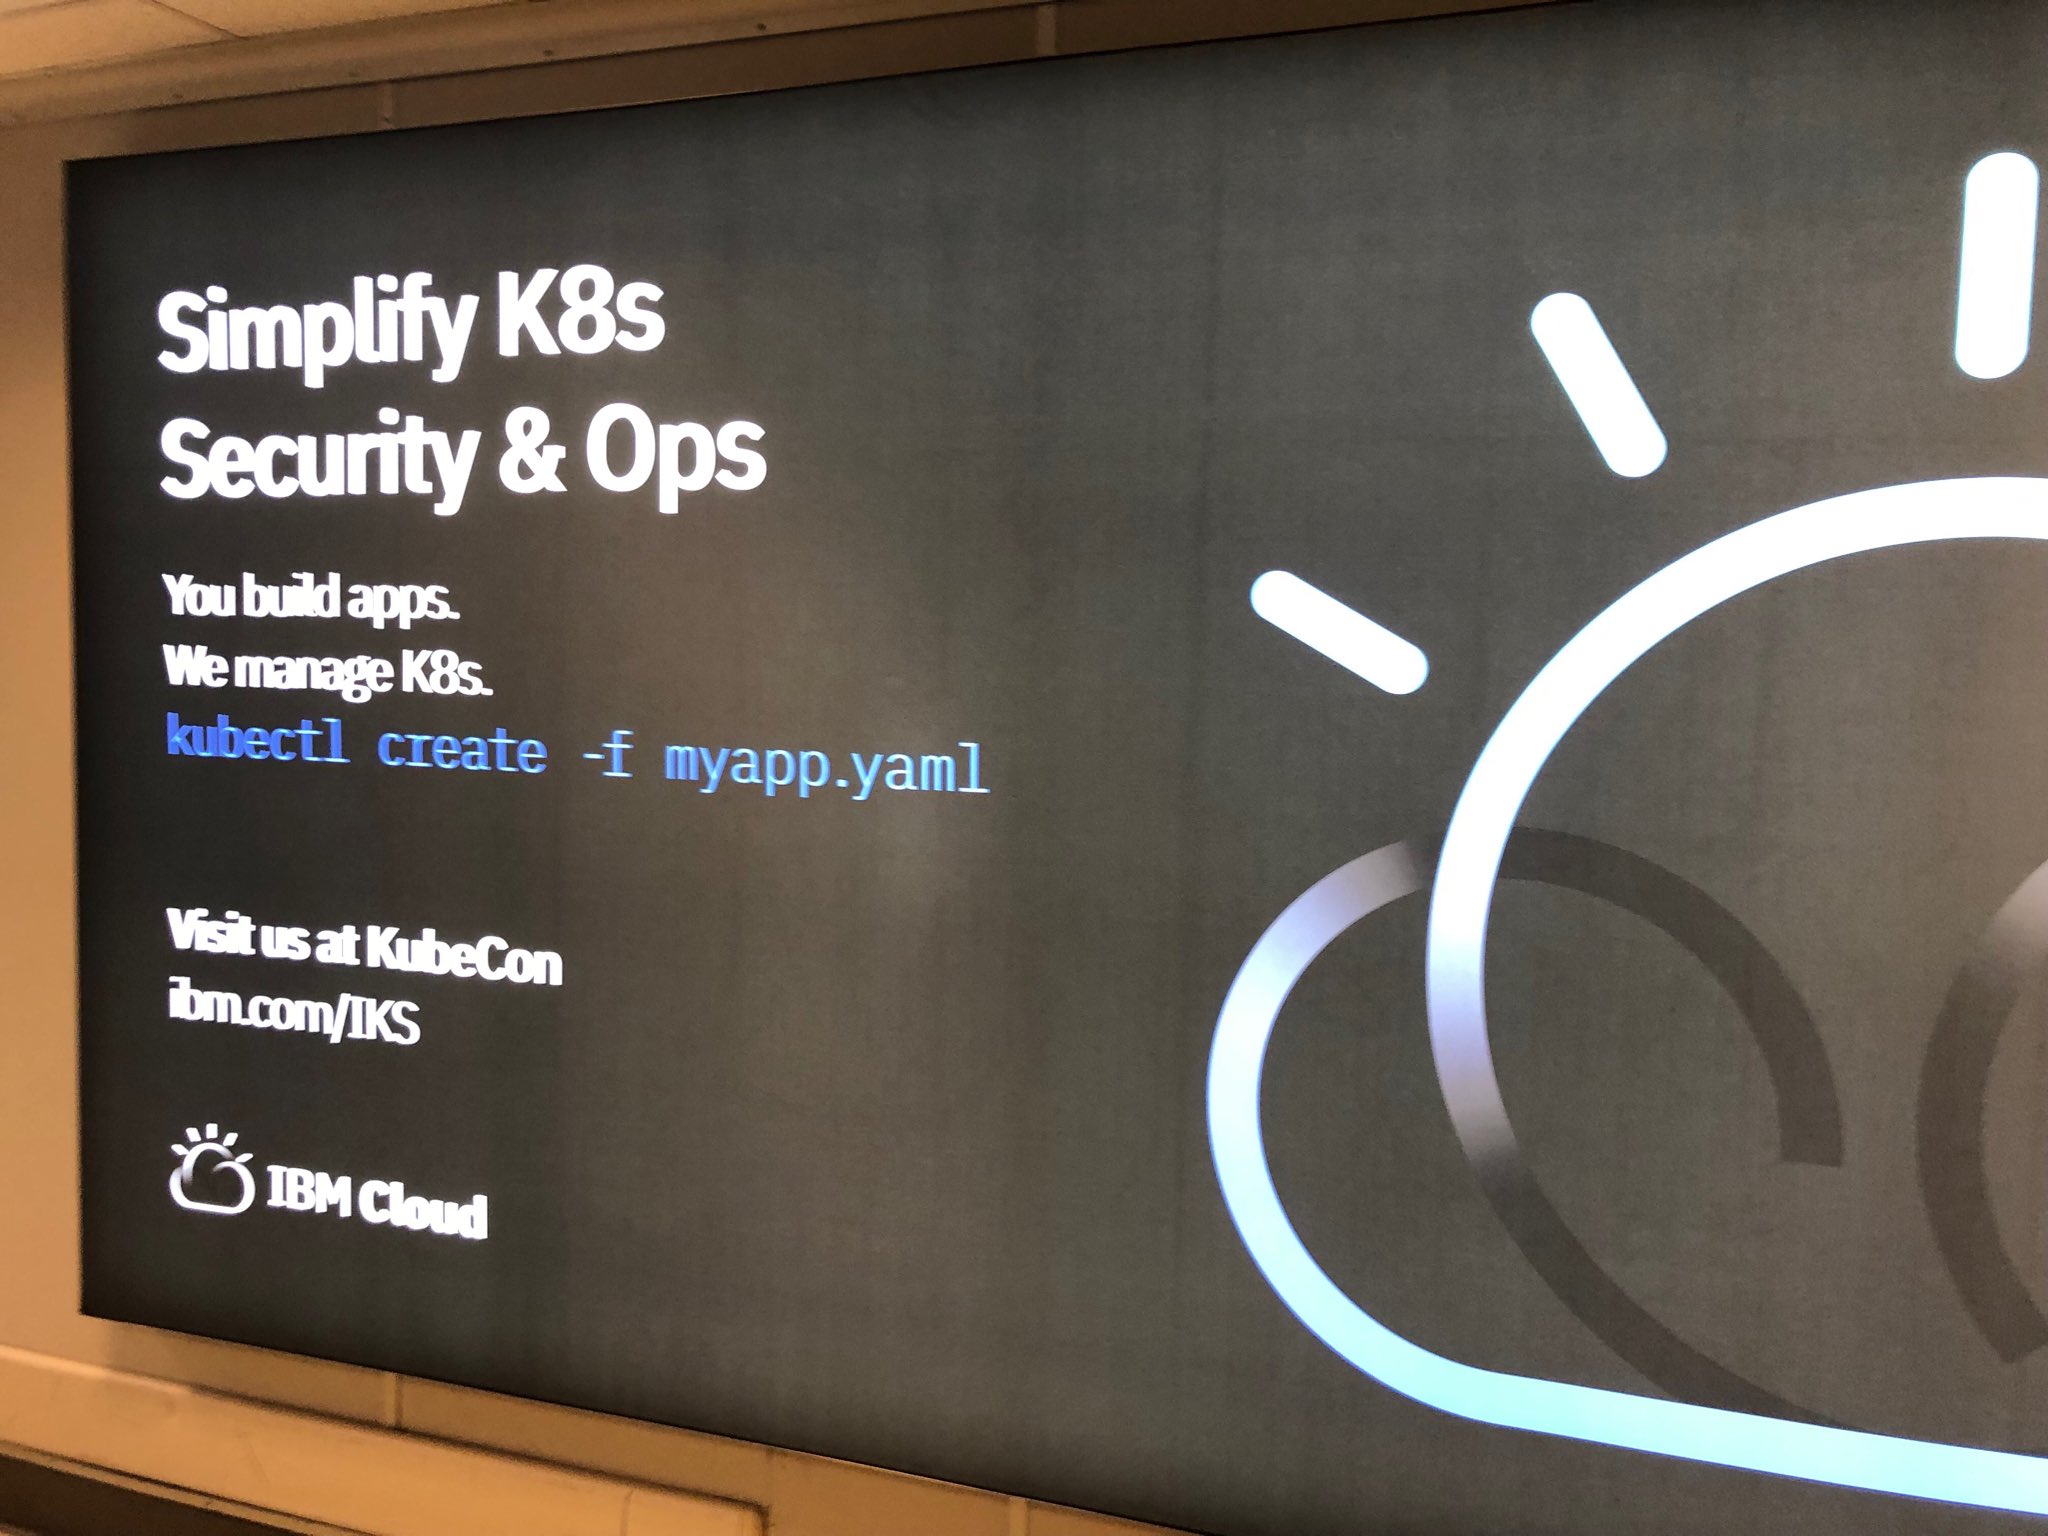 Simplify K8s
Security & Ops
You build apps.
We manage K8s.
kubectl create -f myapp.yaml
Visit us at KubeCon
ibm.com/IKS
IBM Cloud